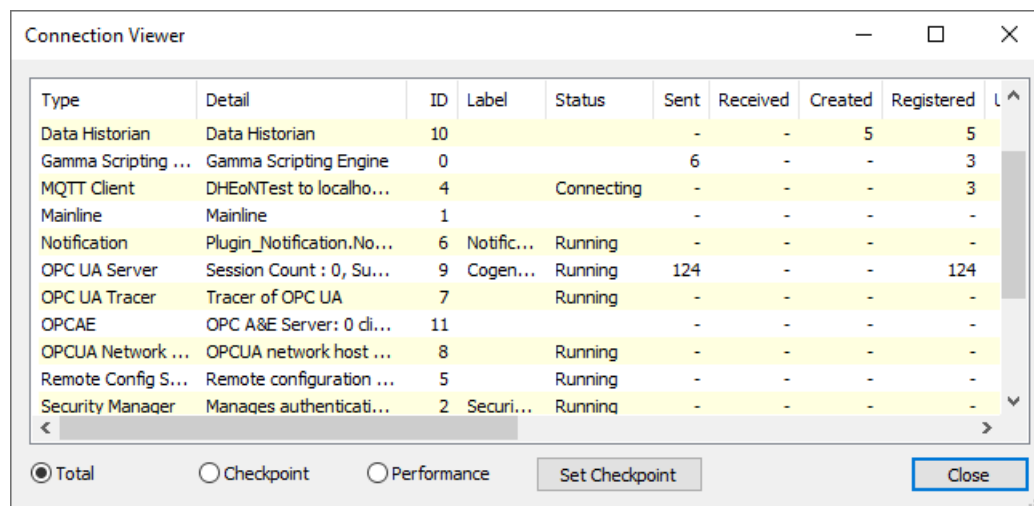 Connection Viewer
Type Detail ID Label Status Sent Received Created Registered
Data Historian Data Historian 10 - - 5 5
Gamma Scripting ... Gamma Scripting Engine 0 6 - - 3
MQTT Client DHEoNTest to localho... 4 Connecting - - - 3
Mainline Mainline 1 - - - -
Notification Plugin_Notification.No... 6 Notific... Running - - - -
OPC UA Server Session Count : 0, Su... 9 Cogen... Running 124 - - 124
OPC UA Tracer Tracer of OPC UA 7 Running - - - -
OPCAE OPC A&E Server: 0 cli... 11 - - - -
OPCUA Network ... OPCUA network host ... 8 Running - - - -
Remote Config S... Remote configuration ... 5 Running - - - -
Security Manager Manages authenticati... 2 Securi... Running - - - -
Total Checkpoint Performance Set Checkpoint Close